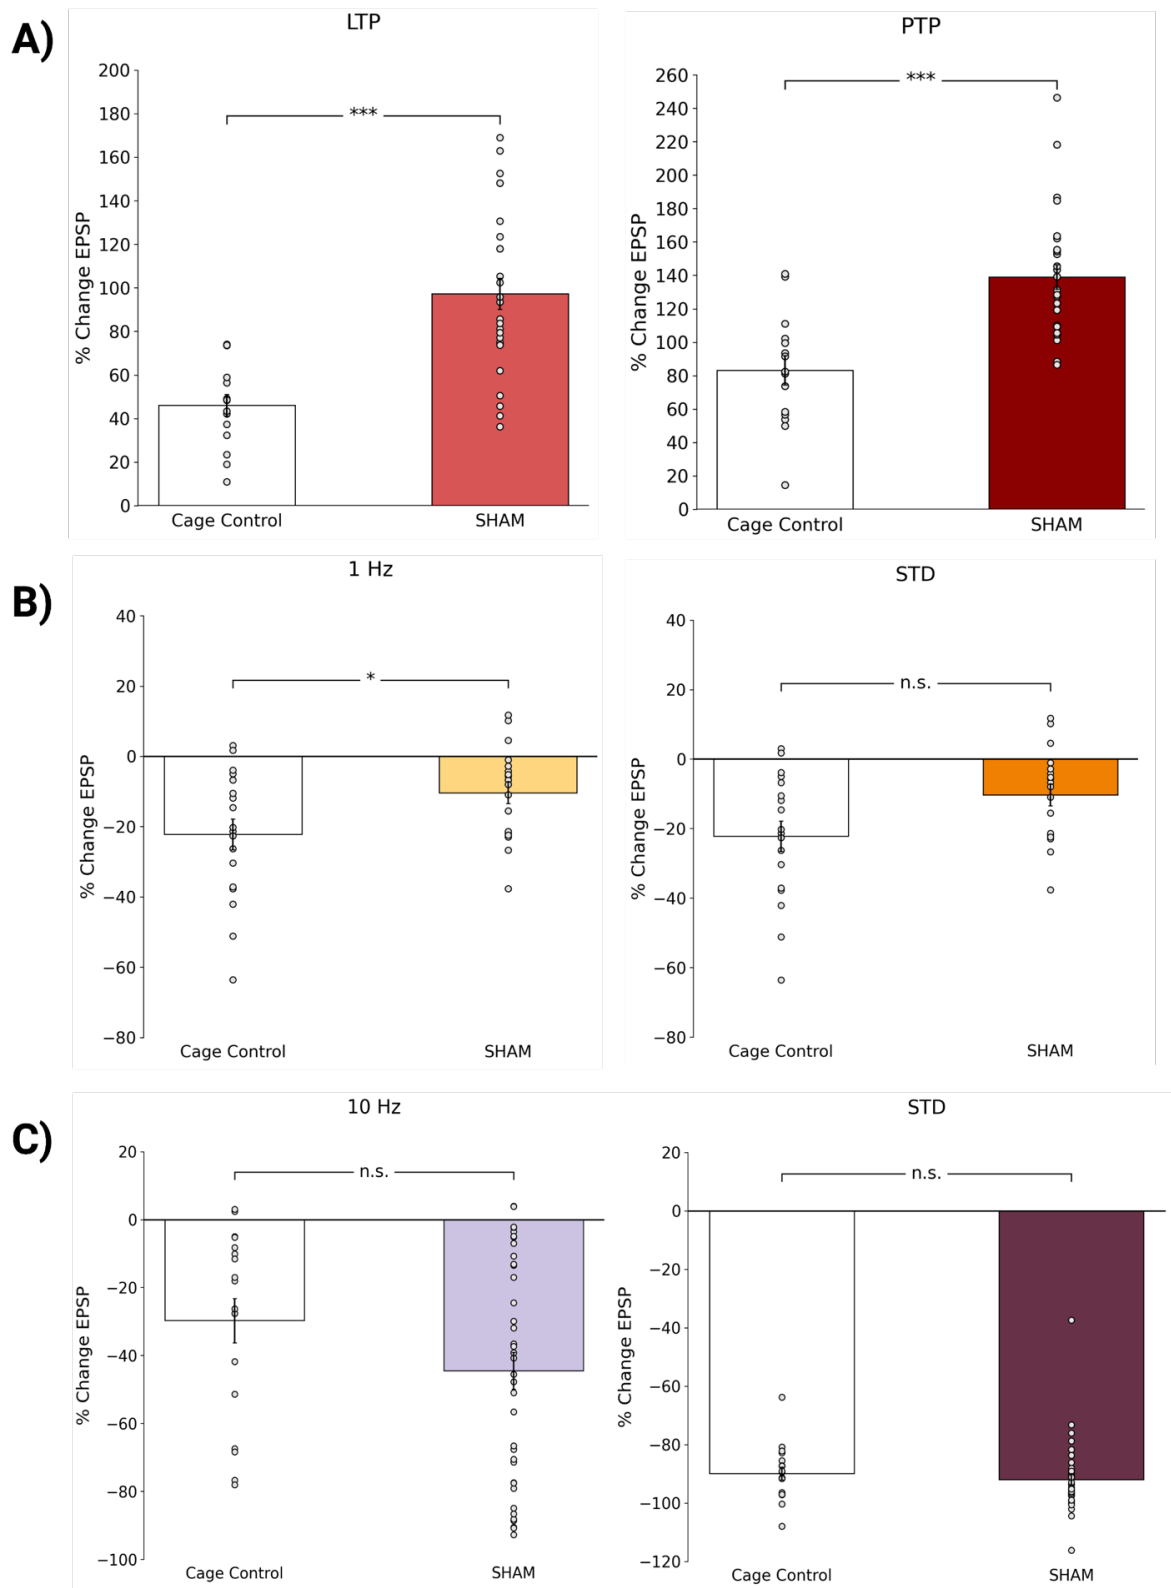 A)
LTP
% Change EPSP
200
180
160
140
120
100
80
60
40
20
0
***
Cage Control
SHAM
PTP
% Change EPSP
260
240
220
200
180
160
140
120
100
80
60
40
20
0
***
Cage Control
SHAM
B)
1 Hz
% Change EPSP
40
20
0
−20
−40
−60
−80
*
Cage Control
SHAM
STD
% Change EPSP
40
20
0
−20
−40
−60
−80
n.s.
Cage Control
SHAM
C)
10 Hz
% Change EPSP
20
0
−20
−40
−60
−80
−100
n.s.
Cage Control
SHAM
STD
% Change EPSP
20
0
−20
−40
−60
−80
−100
−120
n.s.
Cage Control
SHAM